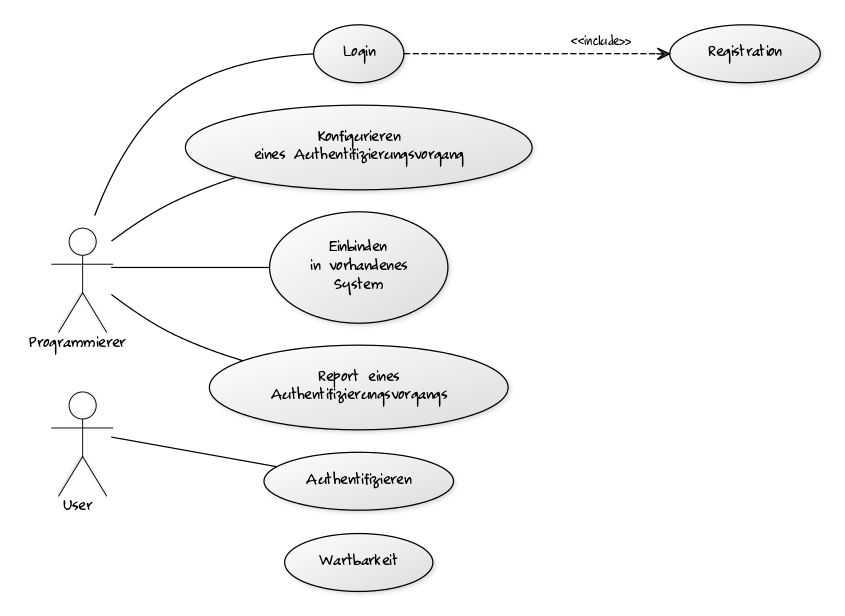 Login
<<include>>
Registration
Konfigurieren
eines Authentifizierungsvorgang
Einbinden
in vorhandenes
System
Programmierer
Report eines
Authentifizierungsvorgangs
User
Authentifizieren
Wartbarkeit